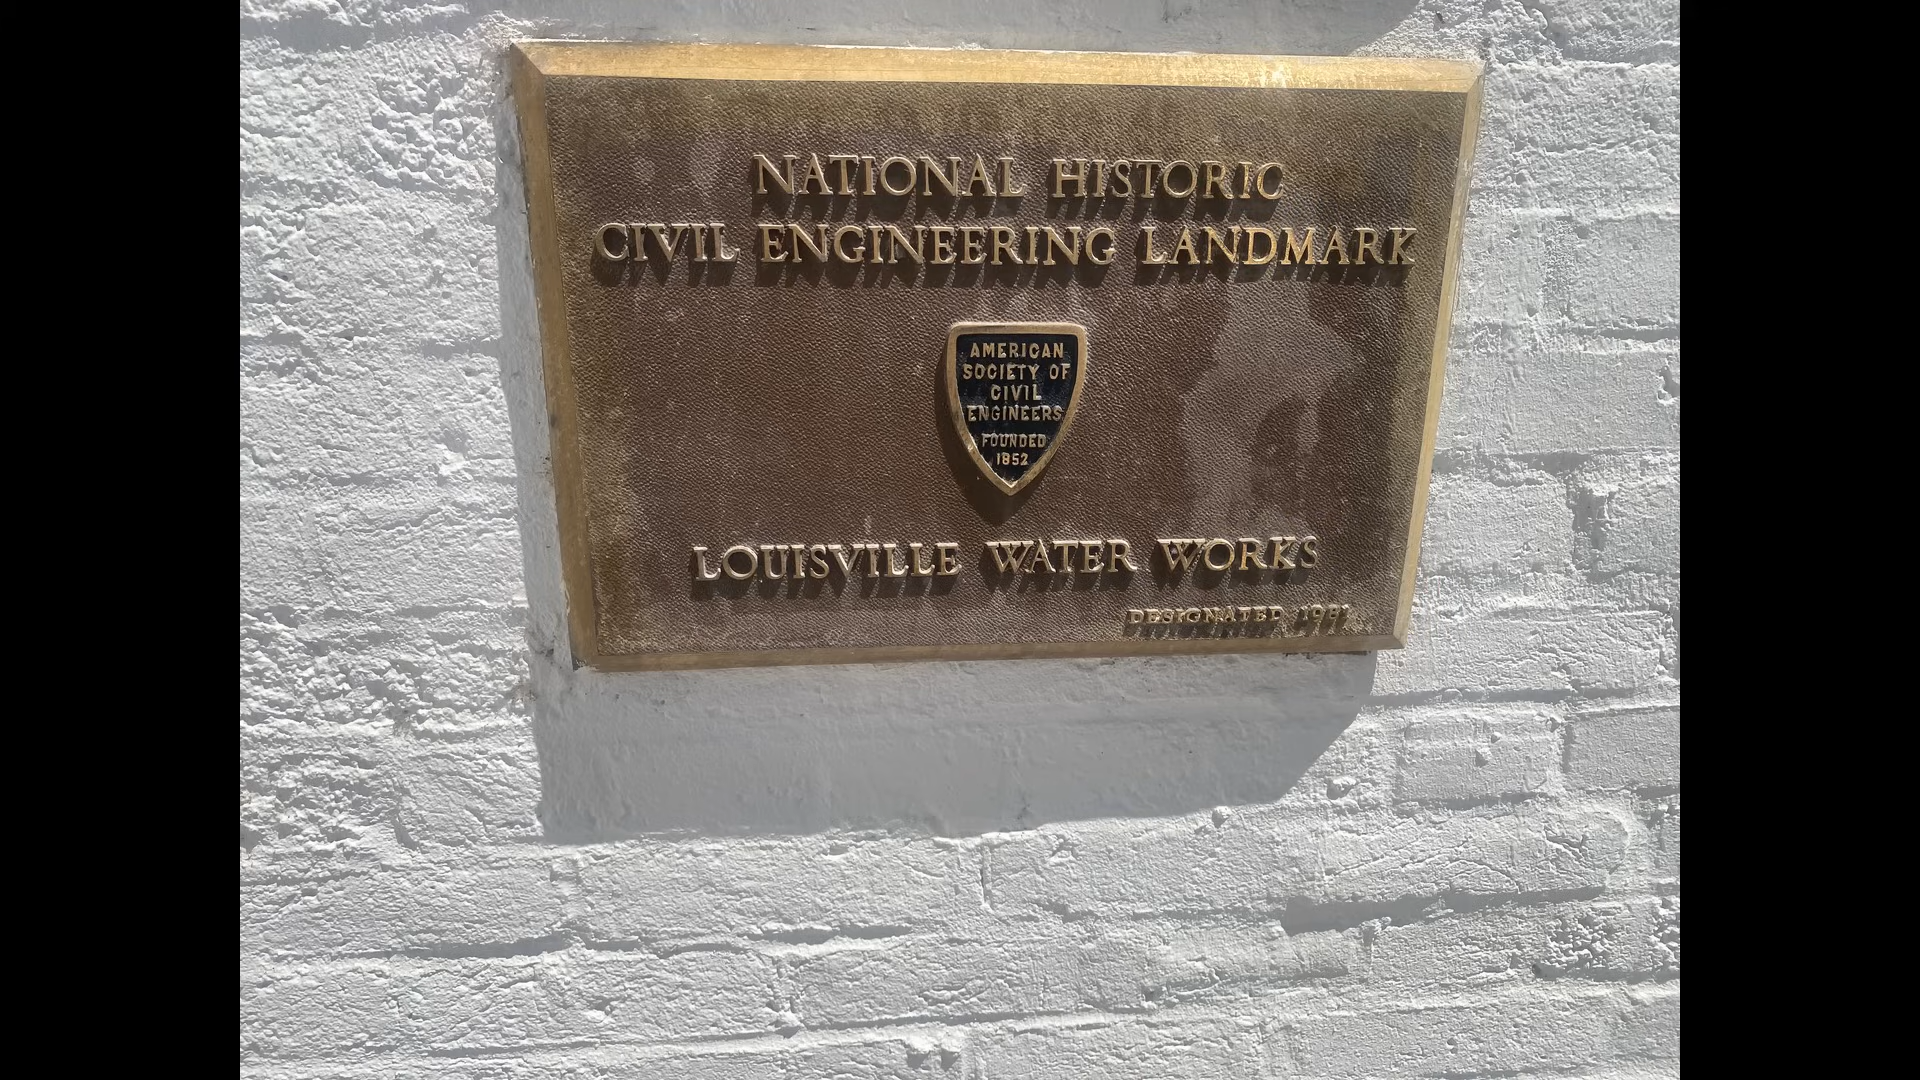 NATIONAL HISTORIC
CIVIL ENGINEERING LANDMARK
AMERICAN
SOCIETY OF
CIVIL
ENGINEERS
FOUNDED
1852
LOUISVILLE WATER WORKS
DESIGNATED